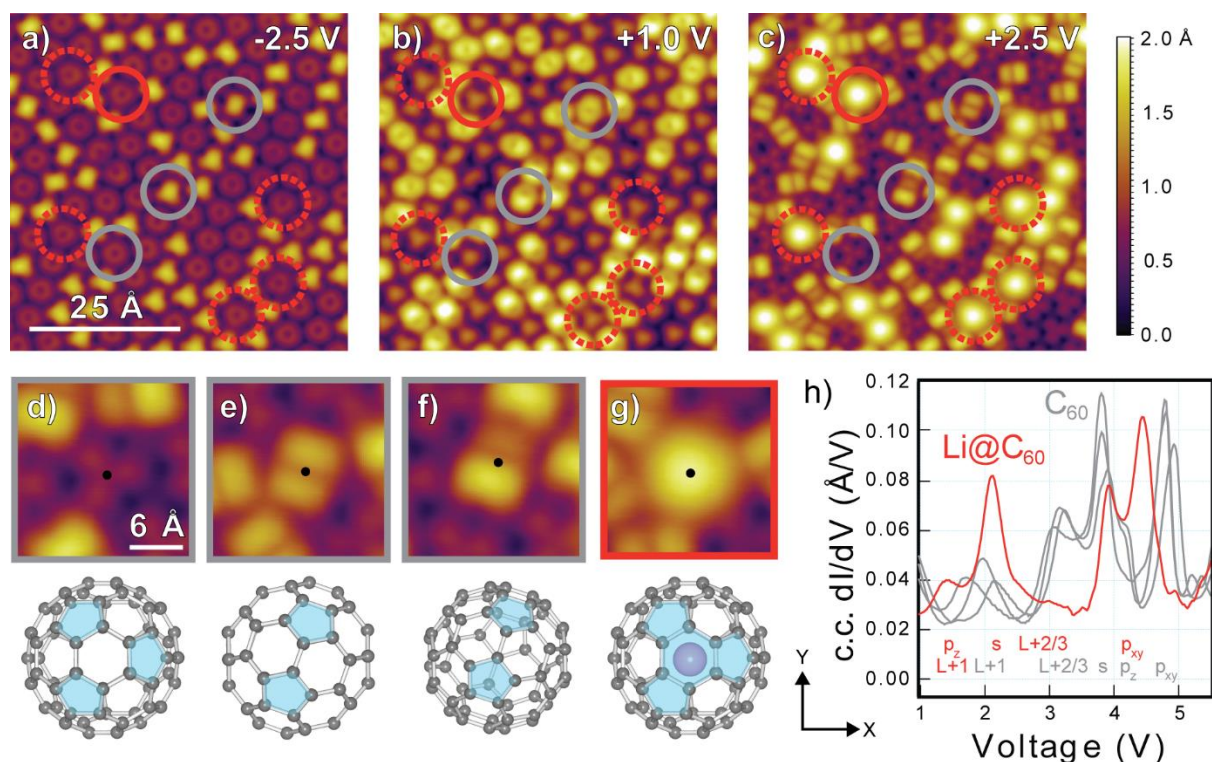 a)
-2.5 V
25 Å
b)
+1.0 V
c)
+2.5 V
2.0 Å
1.5
1.0
0.5
0.0
d)
6 Å
e)
f)
g)
Y
X
h)
C60
Li@C60
c.c. dI/dV (Å/V)
0.12
0.10
0.08
0.06
0.04
0.02
0.00
pz s L+2/3 pxy
L+1 L+1 L+2/3 s pz pxy
1 2 3 4 5
Voltage (V)